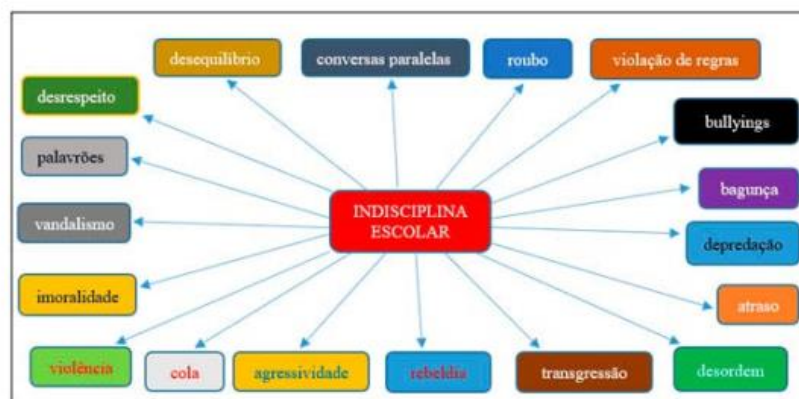 desequilíbrio
conversas paralelas
roubo
violação de regras
desrespeito
bullyings
palavrões
INDISCIPLINA
ESCOLAR
bagunça
vandalismo
depredação
imoralidade
atraso
violência
cola
agressividade
rebeldia
transgressão
desordem